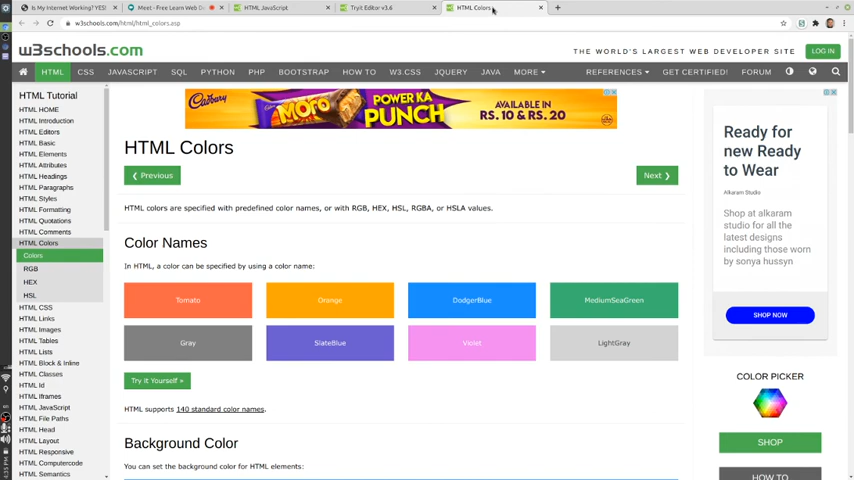 Is My Internet Working? YES!
Meet - Free Learn Web D
HTML JavaScript
Tryit Editor v3.6
HTML Colors
w3schools.com/html/html_colors.asp
w3schools.com
THE WORLD'S LARGEST WEB DEVELOPER SITE
LOG IN
HTML CSS JAVASCRIPT SQL PYTHON PHP BOOTSTRAP HOW TO W3.CSS JQUERY JAVA MORE REFERENCES GET CERTIFIED! FORUM
HTML Tutorial
HTML HOME
HTML Introduction
HTML Editors
HTML Basic
HTML Elements
HTML Attributes
HTML Headings
HTML Paragraphs
HTML Styles
HTML Formatting
HTML Quotations
HTML Comments
HTML Colors
Colors
RGB
HEX
HSL
HTML CSS
HTML Links
HTML Images
HTML Tables
HTML Lists
HTML Block & Inline
HTML Classes
HTML Id
HTML Iframes
HTML JavaScript
HTML File Paths
HTML Head
HTML Layout
HTML Responsive
HTML Computercode
HTML Semantics
Cadbury
MOFO
POWER KA
PUNCH
AVAILABLE IN
RS. 10 & RS. 20
HTML Colors
❮ Previous
Next ❯
HTML colors are specified with predefined color names, or with RGB, HEX, HSL, RGBA, or HSLA values.
Color Names
In HTML, a color can be specified by using a color name:
Tomato
Orange
DodgerBlue
MediumSeaGreen
Gray
SlateBlue
Violet
LightGray
Try it Yourself »
HTML supports 140 standard color names.
Background Color
You can set the background color for HTML elements:
Ready for
new Ready
to Wear
Alkaram Studio
Shop at alkaram
studio for all the
latest designs
including those worn
by sonya hussyn
SHOP NOW
COLOR PICKER
SHOP
HOW TO
4:35 PM